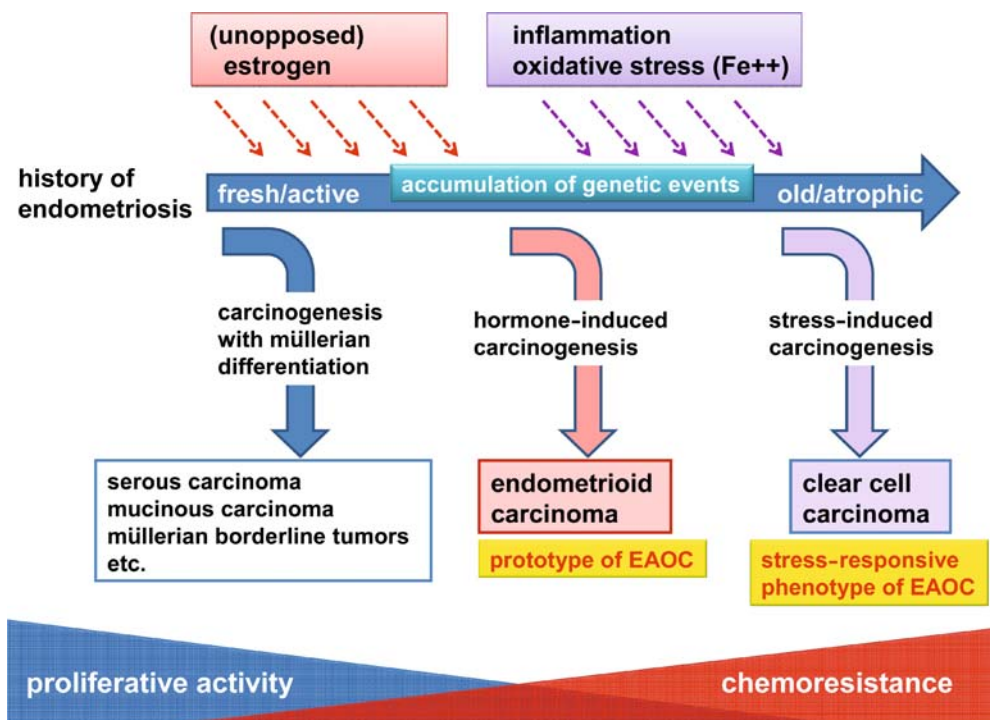 (unopposed)
estrogen
inflammation
oxidative stress (Fe++)
history of
endometriosis
fresh/active
accumulation of genetic events
old/atrophic
carcinogenesis
with müllerian
differentiation
hormone-induced
carcinogenesis
stress-induced
carcinogenesis
serous carcinoma
mucinous carcinoma
müllerian borderline tumors
etc.
endometrioid
carcinoma
prototype of EAOC
clear cell
carcinoma
stress-responsive
phenotype of EAOC
proliferative activity
chemoresistance